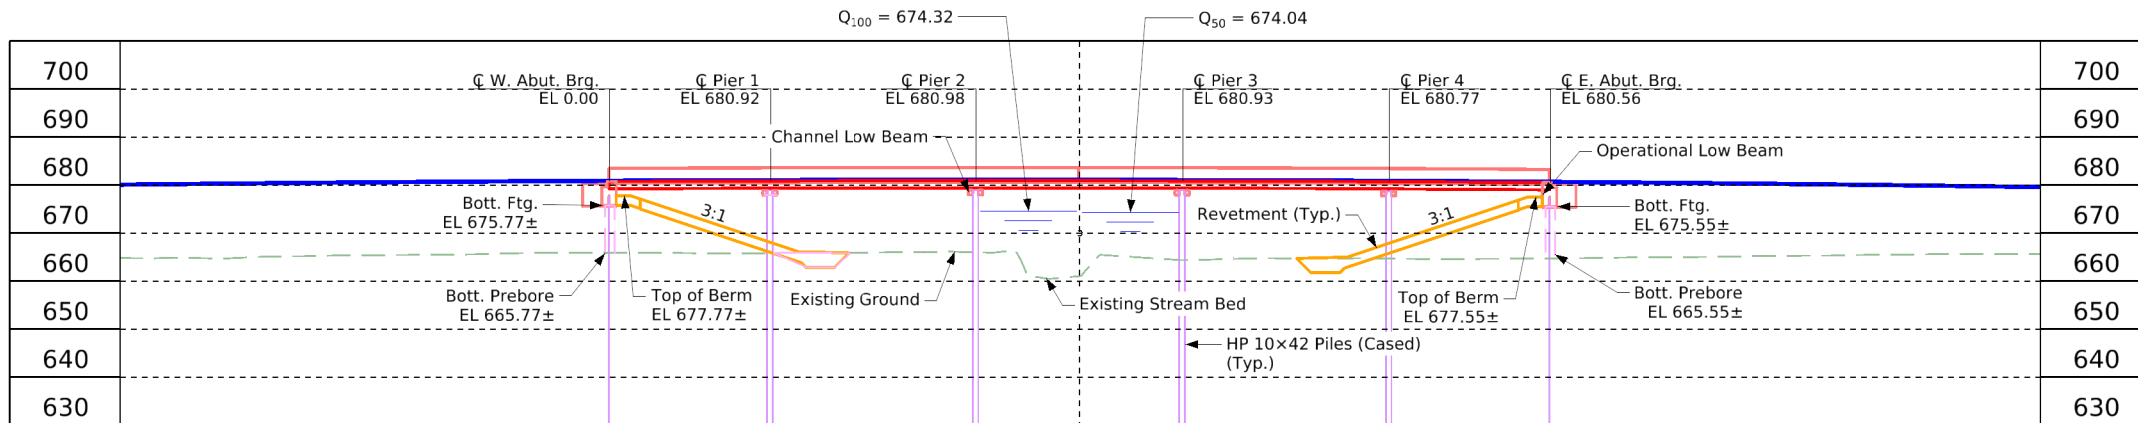 Q100 = 674.32
Q50 = 674.04
700
700
℄ W. Abut. Brg.
EL 0.00
℄ Pier 1
EL 680.92
℄ Pier 2
EL 680.98
℄ Pier 3
EL 680.93
℄ Pier 4
EL 680.77
℄ E. Abut. Brg.
EL 680.56
690
690
Channel Low Beam
Operational Low Beam
680
680
Bott. Ftg.
EL 675.77±
3:1
Revetment (Typ.)
3:1
Bott. Ftg.
EL 675.55±
670
670
660
660
Bott. Prebore
EL 665.77±
Top of Berm
EL 677.77±
Existing Ground
Existing Stream Bed
Top of Berm
EL 677.55±
Bott. Prebore
EL 665.55±
650
650
HP 10×42 Piles (Cased)
(Typ.)
640
640
630
630